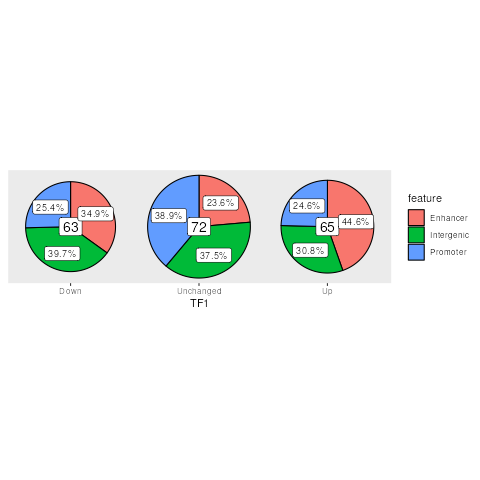 25.4%
34.9%
63
39.7%
38.9%
23.6%
72
37.5%
24.6%
44.6%
65
30.8%
Down
Unchanged
Up
TF1
feature
Enhancer
Intergenic
Promoter